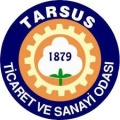 TARSUS
1879
TİCARET VE SANAYİ ODASI